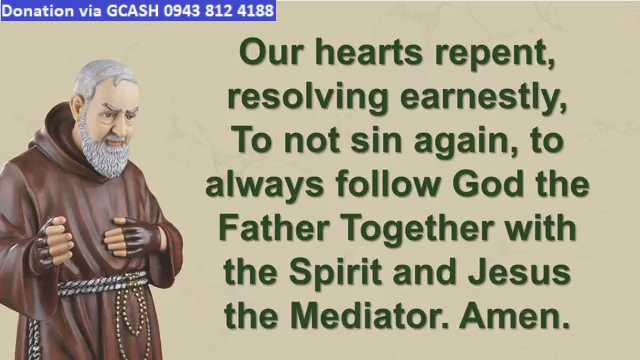 Donation via GCASH 0943 812 4188
Our hearts repent,
resolving earnestly,
To not sin again, to
always follow God the
Father Together with
the Spirit and Jesus
the Mediator. Amen.